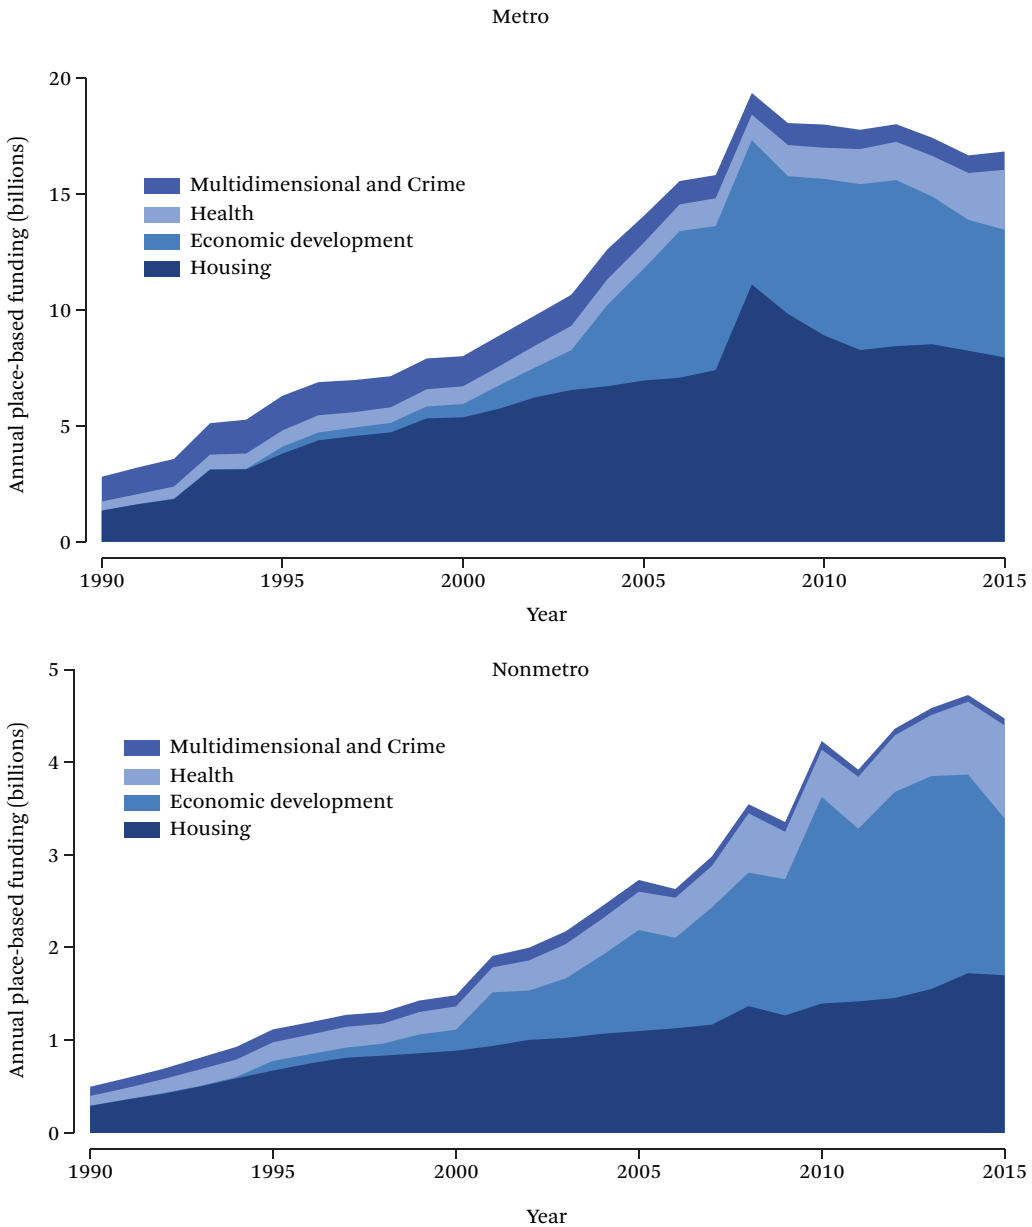 Metro
Annual place-based funding (billions)
20
15
10
5
0
Multidimensional and Crime
Health
Economic development
Housing
1990 1995 2000 2005 2010 2015
Year
Nonmetro
Annual place-based funding (billions)
5
4
3
2
1
0
Multidimensional and Crime
Health
Economic development
Housing
1990 1995 2000 2005 2010 2015
Year